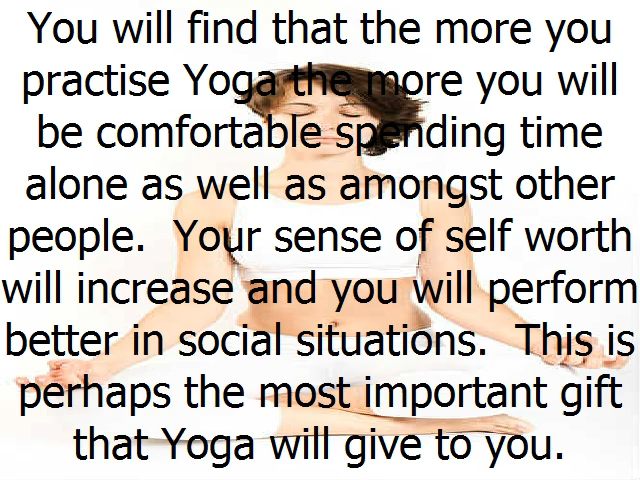 You will find that the more you
practise Yoga the more you will
be comfortable spending time
alone as well as amongst other
people.  Your sense of self worth
will increase and you will perform
better in social situations.  This is
perhaps the most important gift
that Yoga will give to you.